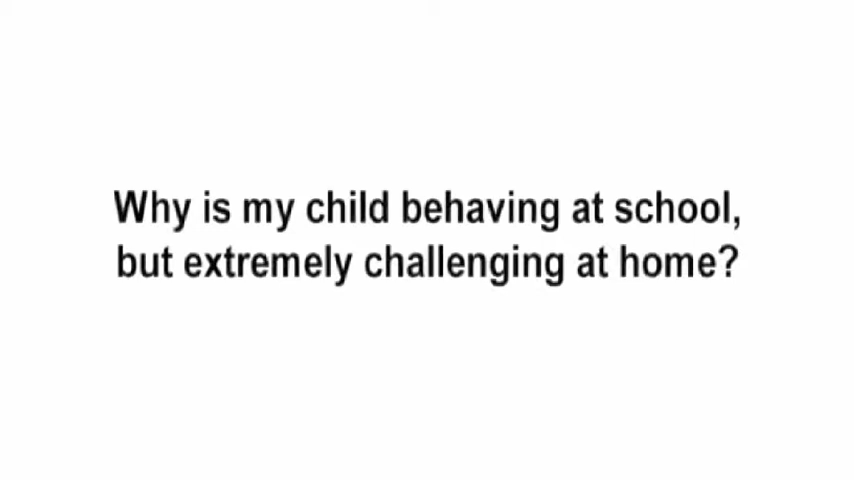 Why is my child behaving at school,
but extremely challenging at home?